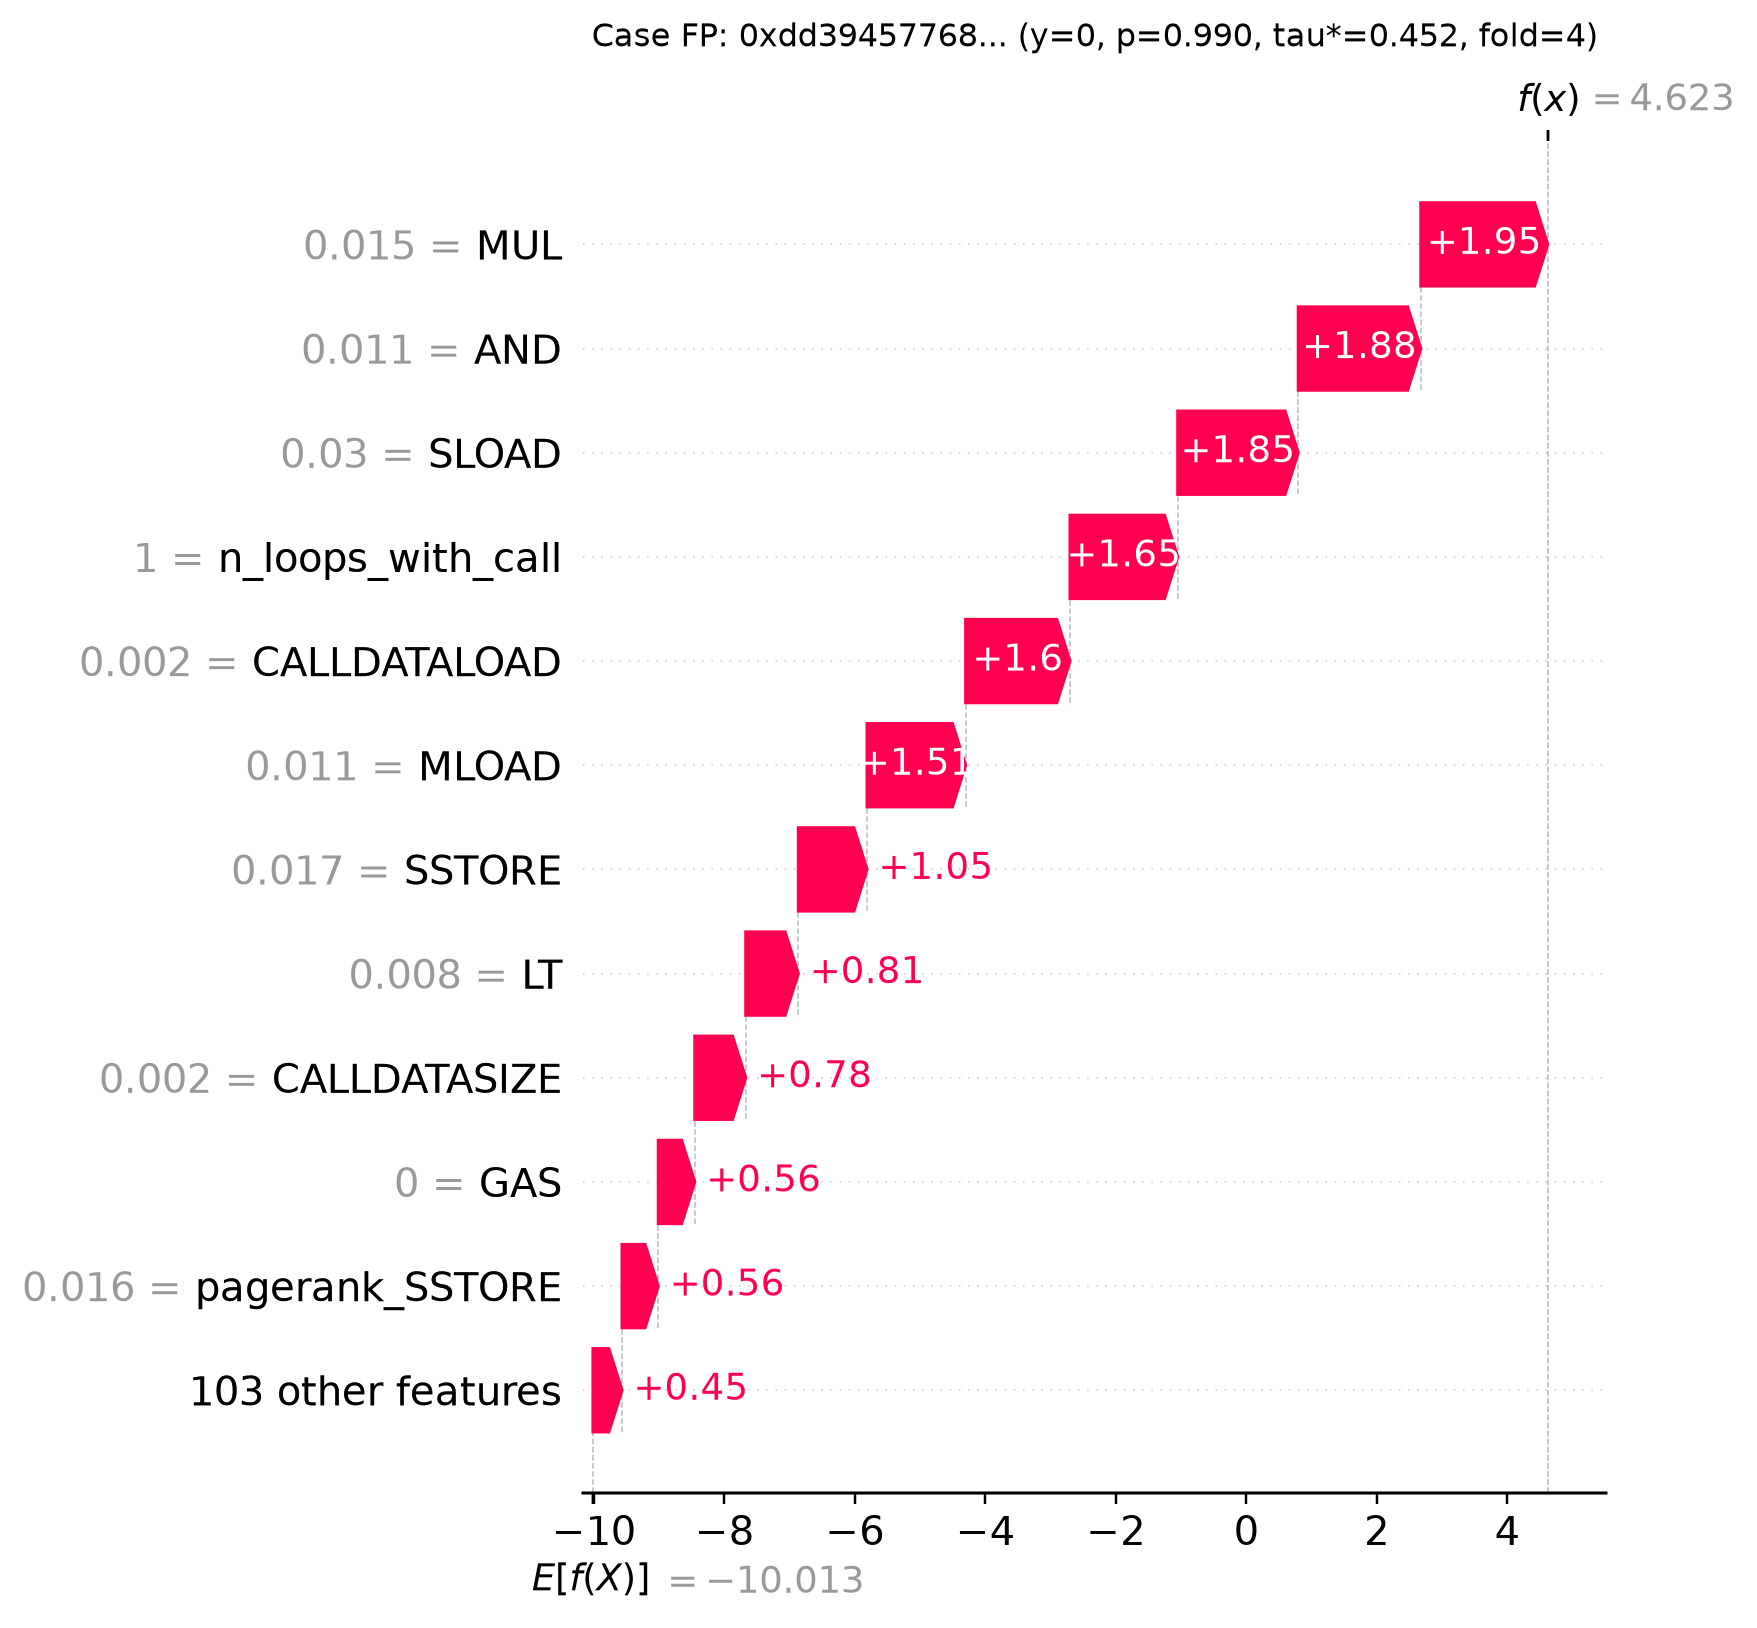 Case FP: 0xdd39457768... (y=0, p=0.990, tau*=0.452, fold=4)
f(x) = 4.623
0.015 = MUL +1.95
0.011 = AND +1.88
0.03 = SLOAD +1.85
1 = n_loops_with_call +1.65
0.002 = CALLDATALOAD +1.6
0.011 = MLOAD +1.51
0.017 = SSTORE +1.05
0.008 = LT +0.81
0.002 = CALLDATASIZE +0.78
0 = GAS +0.56
0.016 = pagerank_SSTORE +0.56
103 other features +0.45
−10 −8 −6 −4 −2 0 2 4
E[f(X)] = −10.013